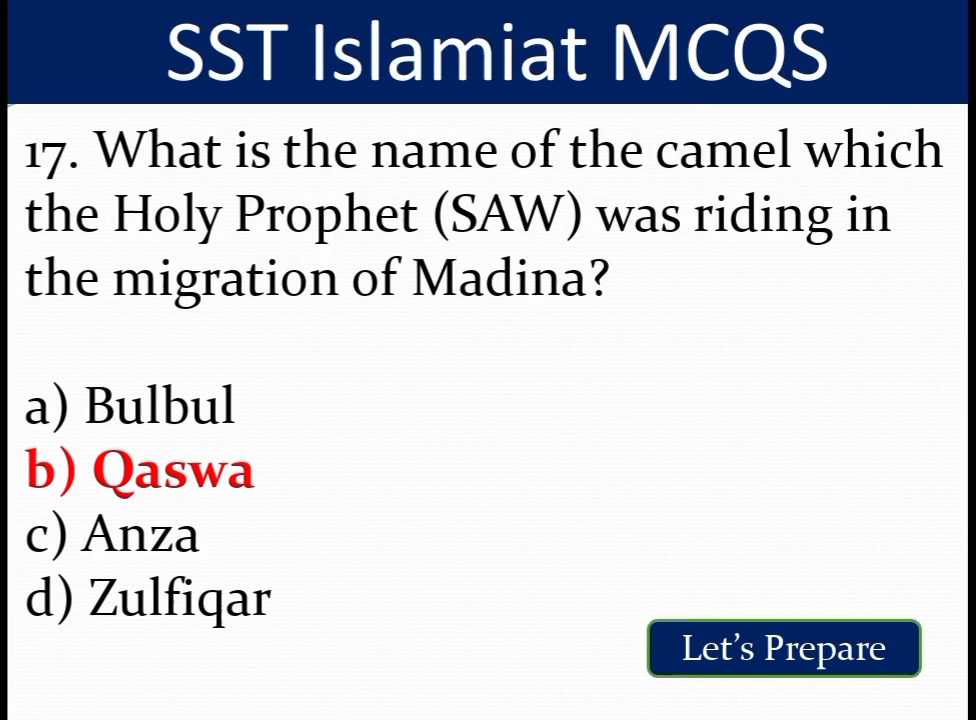 SST Islamiat MCQS
17. What is the name of the camel which
the Holy Prophet (SAW) was riding in
the migration of Madina?
a) Bulbul
b) Qaswa
c) Anza
d) Zulfiqar
Let’s Prepare